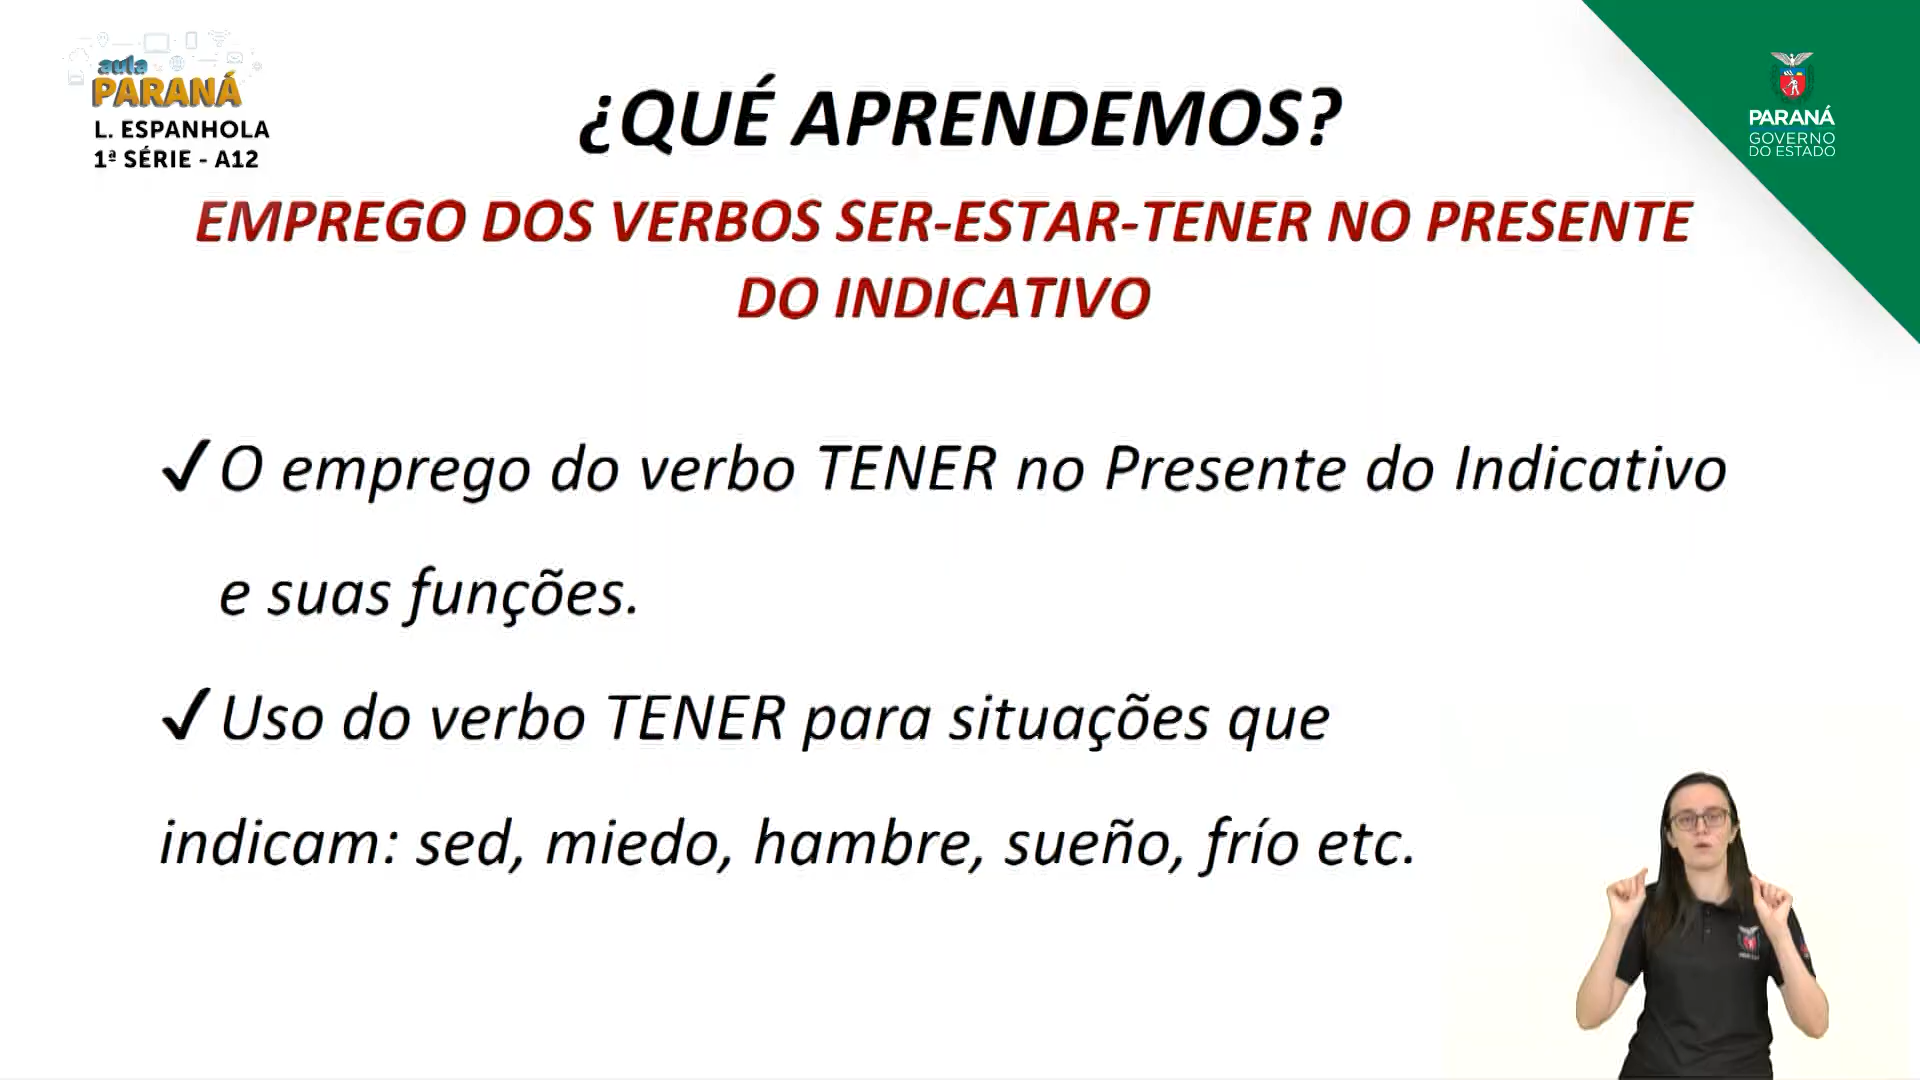 aula
PARANÁ
L. ESPANHOLA
1ª SÉRIE - A12
¿QUÉ APRENDEMOS?
PARANÁ
GOVERNO
DO ESTADO
EMPREGO DOS VERBOS SER-ESTAR-TENER NO PRESENTE
DO INDICATIVO
✓O emprego do verbo TENER no Presente do Indicativo
e suas funções.
✓Uso do verbo TENER para situações que
indicam: sed, miedo, hambre, sueño, frío etc.